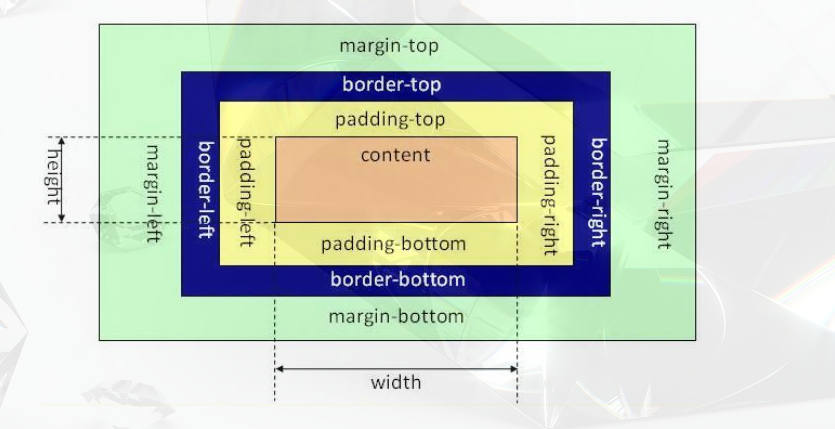 margin-top
border-top
padding-top
content
height
margin-left
border-left
padding-left
padding-right
border-right
margin-right
padding-bottom
border-bottom
margin-bottom
width